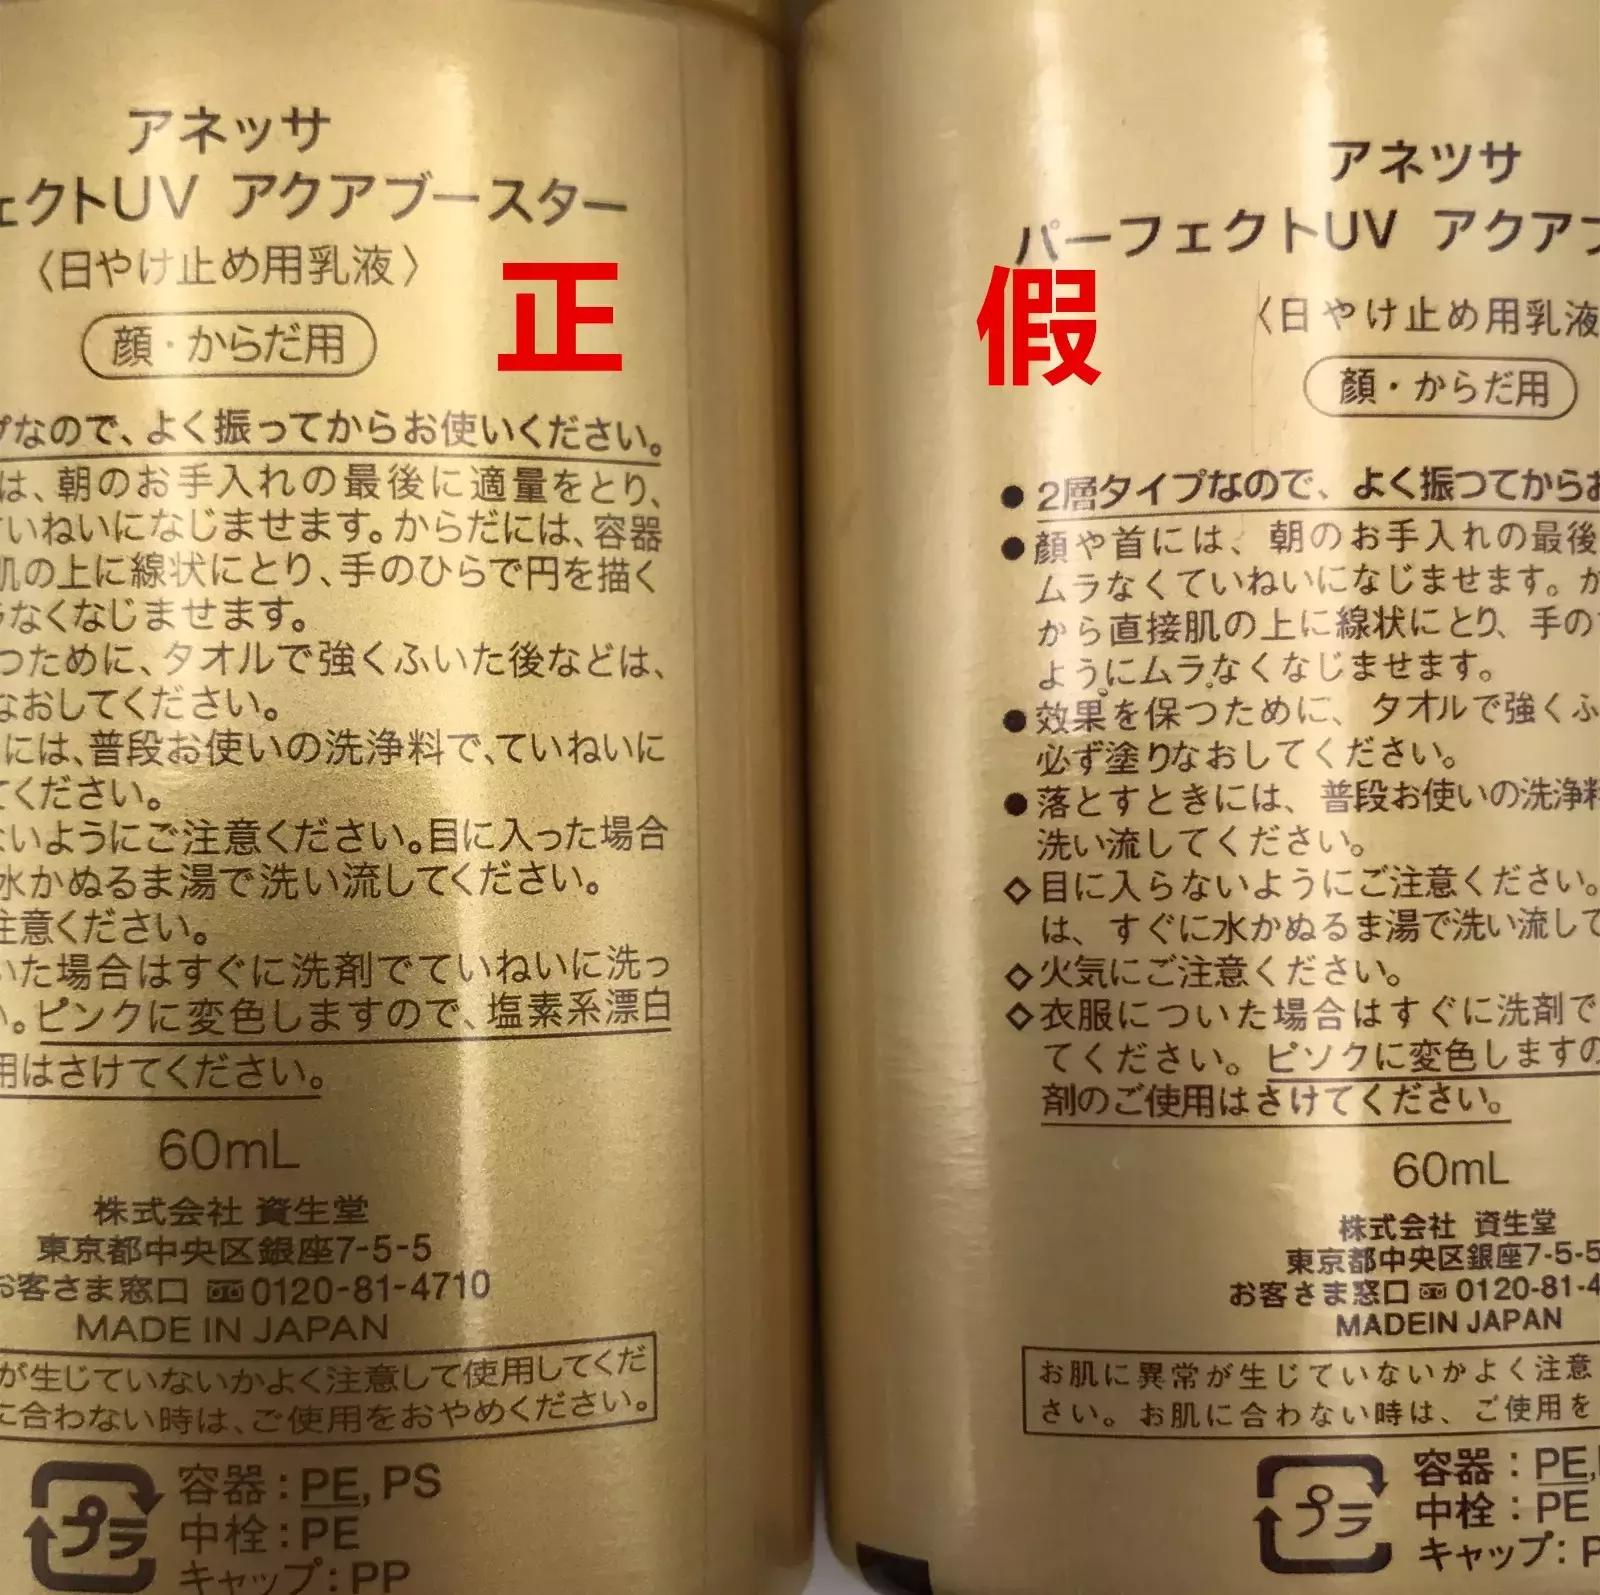 アネッサ
ェクトUV アクアブースター
〈日やけ止め用乳液〉
正
顔・からだ用
プなので、よく振ってからお使いください。
は、朝のお手入れの最後に適量をとり、
ていねいになじませます。からだには、容器
肌の上に線状にとり、手のひらで円を描く
ラなくなじませます。
つために、タオルで強くふいた後などは、
なおしてください。
には、普段お使いの洗浄料で、ていねいに
てください。
ないようにご注意ください。目に入った場合
水かぬるま湯で洗い流してください。
注意ください。
いた場合はすぐに洗剤でていねいに洗っ
い。ピンクに変色しますので、塩素系漂白
用はさけてください。
60mL
株式会社 資生堂
東京都中央区銀座7-5-5
お客さま窓口 0120-81-4710
MADE IN JAPAN
が生じていないかよく注意して使用してくだ
に合わない時は、ご使用をおやめください。
プラ
容器：PE, PS
中栓：PE
キャップ：PP
アネツサ
パーフェクトUV アクアブ
〈日やけ止め用乳液
假
顔・からだ用
●2層タイプなので、よく振つてからお
●顔や首には、朝のお手入れの最後
ムラなくていねいになじませます。か
から直接肌の上に線状にとり、手の
ようにムラなくなじませます。
●効果を保つために、タオルで強くふ
必ず塗りなおしてください。
●落とすときには、普段お使いの洗浄料
洗い流してください。
◇目に入らないようにご注意ください。
は、すぐに水かぬるま湯で洗い流して
◇火気にご注意ください。
◇衣服についた場合はすぐに洗剤で
てください。ピソクに変色しますの
剤のご使用はさけてください。
60mL
株式会社 資生堂
東京都中央区銀座7-5-5
お客さま窓口 0120-81-4
MADEIN JAPAN
お肌に異常が生じていないかよく注意
さい。お肌に合わない時は、ご使用を
プラ
容器：PE,
中栓：PE
キャップ：P